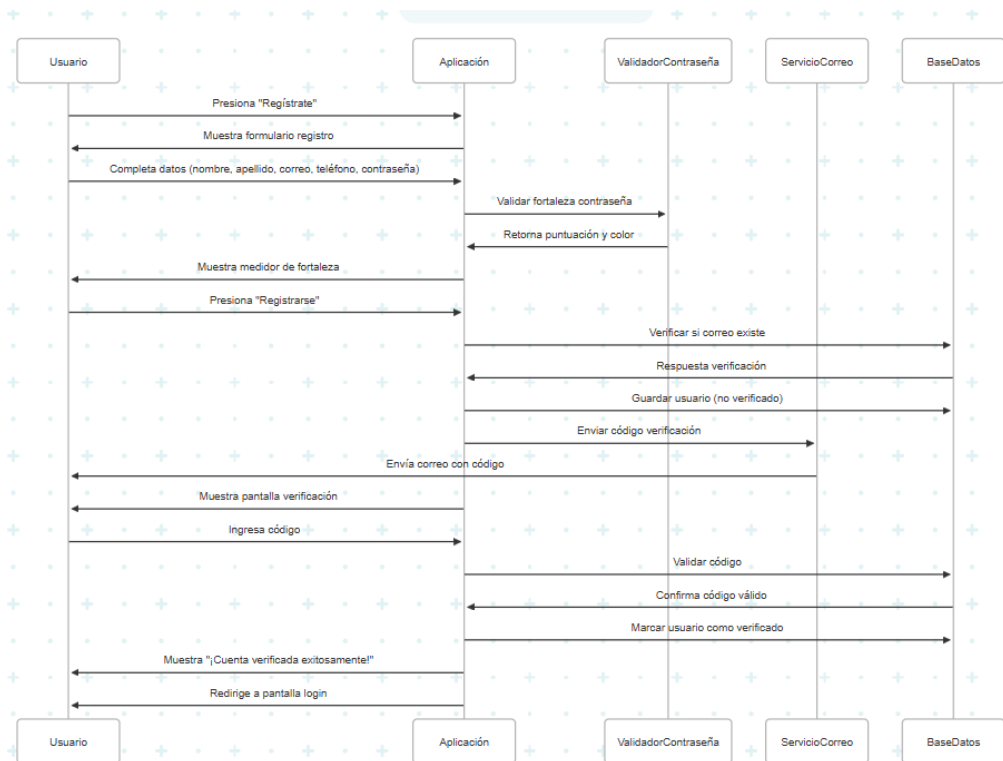 Usuario
Aplicación
ValidadorContraseña
ServicioCorreo
BaseDatos
Presiona "Regístrate"
Muestra formulario registro
Completa datos (nombre, apellido, correo, teléfono, contraseña)
Validar fortaleza contraseña
Retorna puntuación y color
Muestra medidor de fortaleza
Presiona "Registrarse"
Verificar si correo existe
Respuesta verificación
Guardar usuario (no verificado)
Enviar código verificación
Envía correo con código
Muestra pantalla verificación
Ingresa código
Validar código
Confirma código válido
Marcar usuario como verificado
Muestra "¡Cuenta verificada exitosamente!"
Redirige a pantalla login
Usuario
Aplicación
ValidadorContraseña
ServicioCorreo
BaseDatos